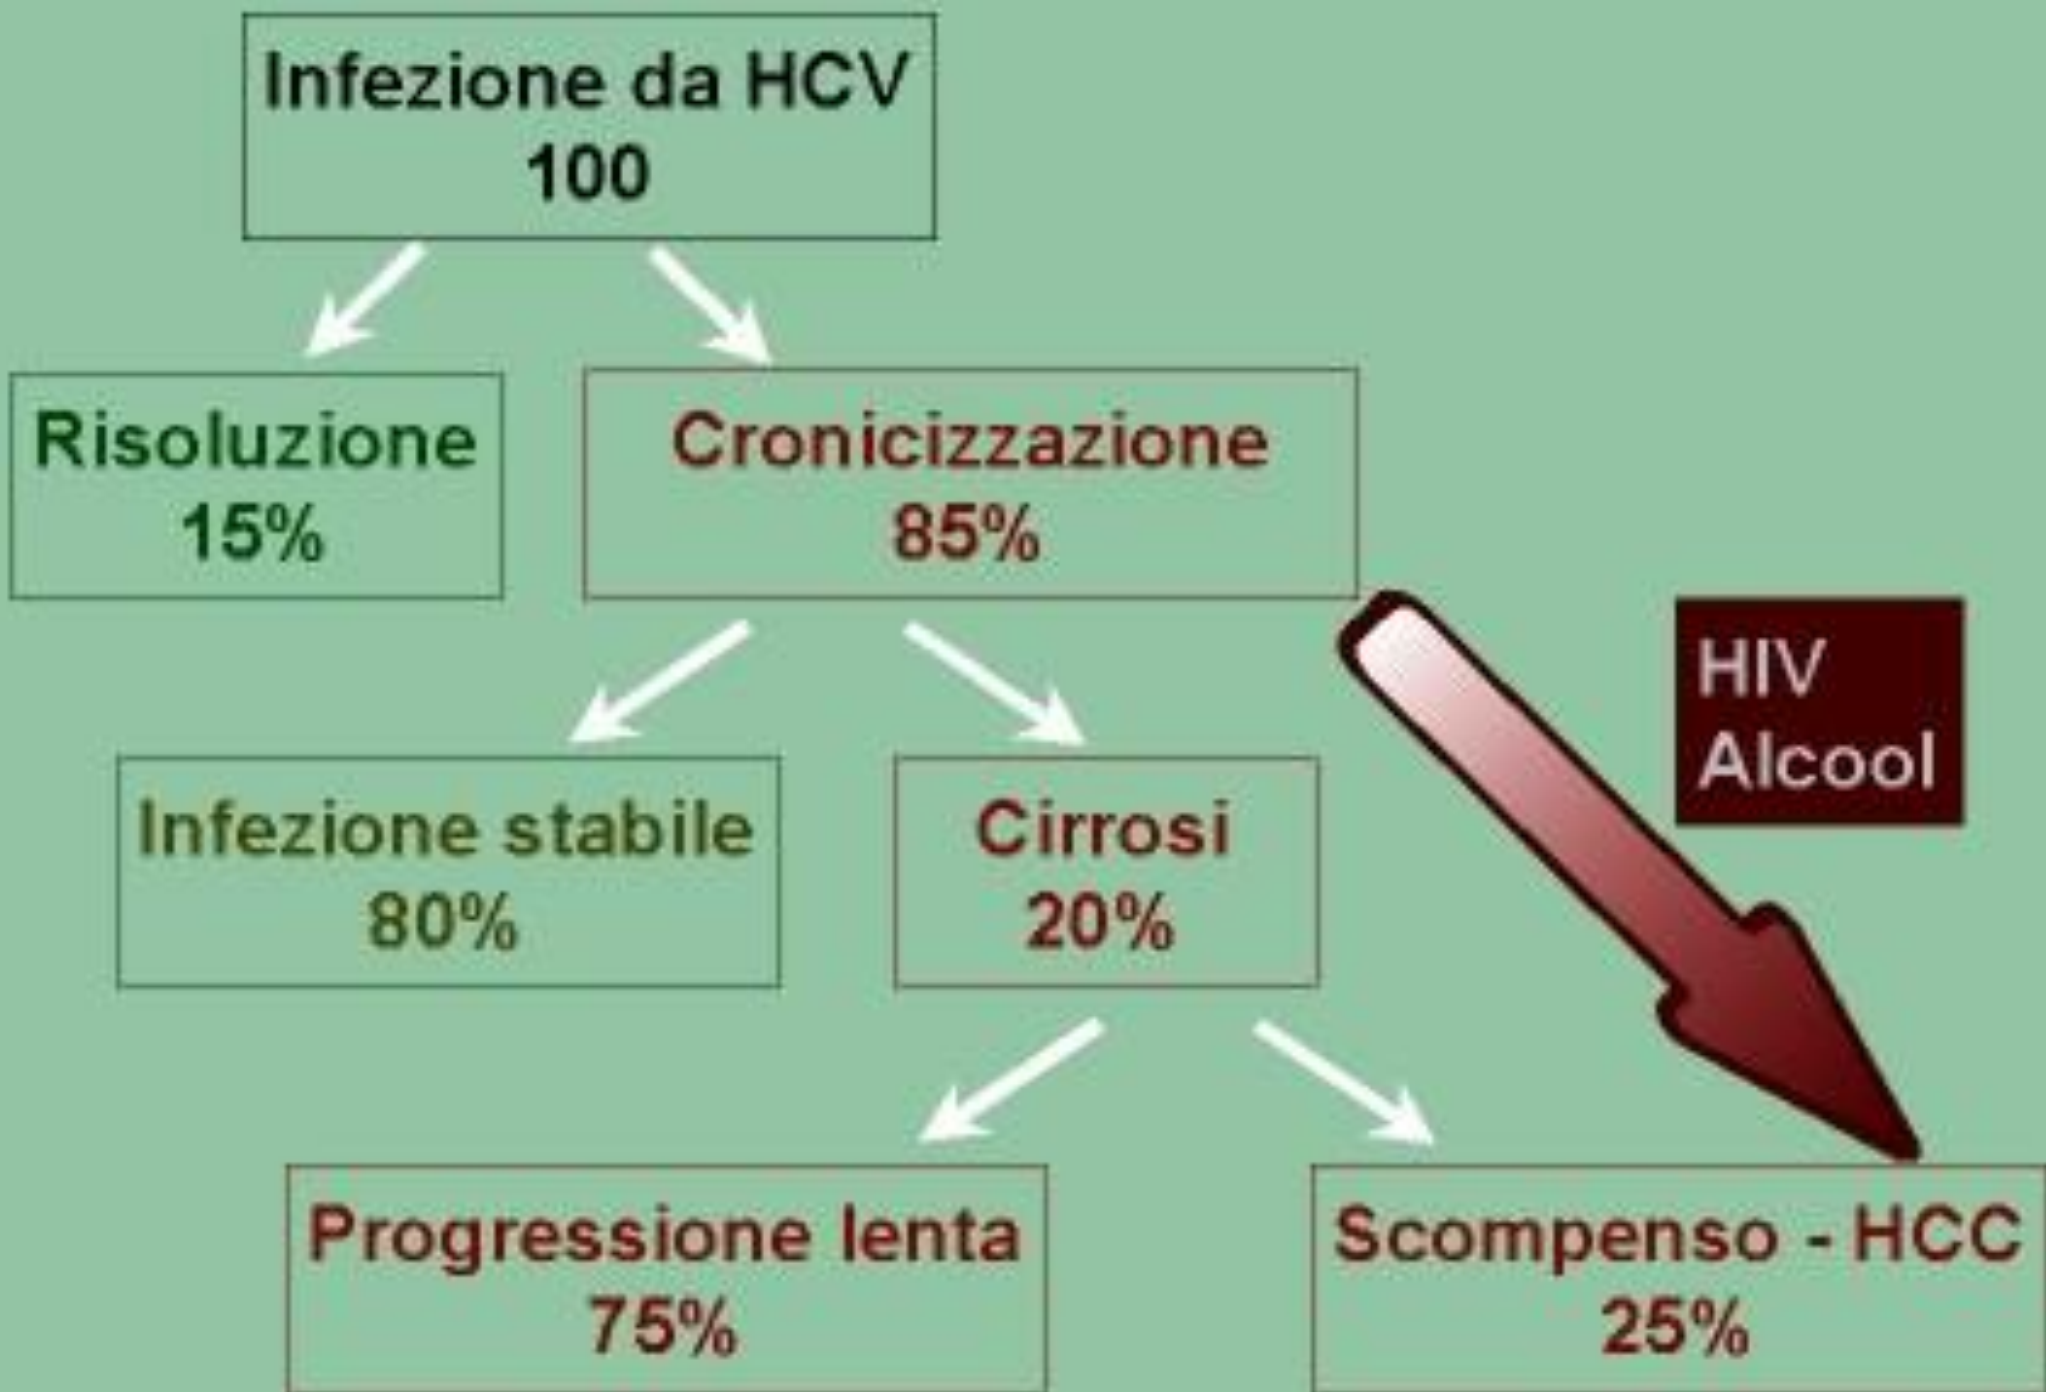 Infezione da HCV
100
Risoluzione
15%
Cronicizzazione
85%
HIV
Alcool
Infezione stabile
80%
Cirrosi
20%
Progressione lenta
75%
Scompenso - HCC
25%